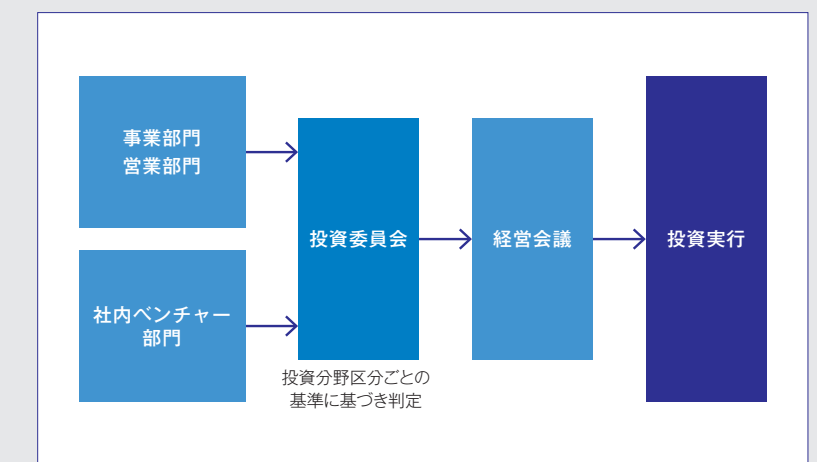 事業部門
営業部門
社内ベンチャー
部門
投資委員会
投資分野区分ごとの
基準に基づき判定
経営会議
投資実行